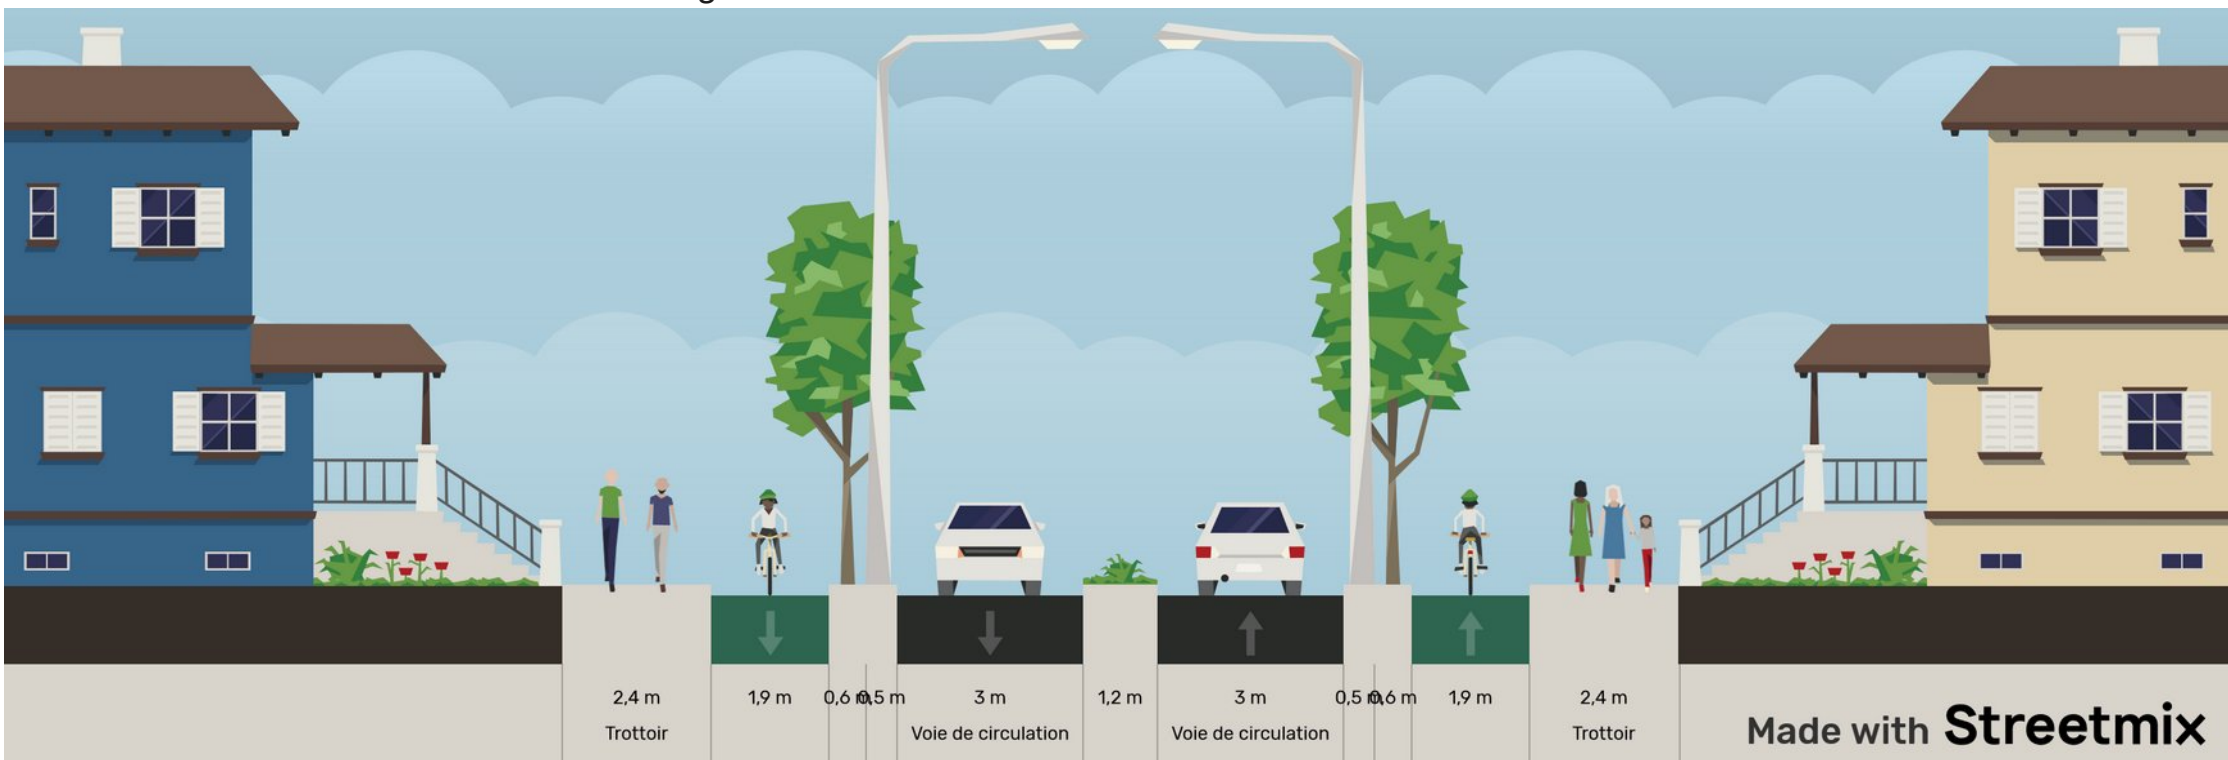 2,4 m
1,9 m
0,6 m
0,5 m
3 m
1,2 m
3 m
0,5 m
0,6 m
1,9 m
2,4 m
Trottoir
Voie de circulation
Voie de circulation
Trottoir
Made with Streetmix